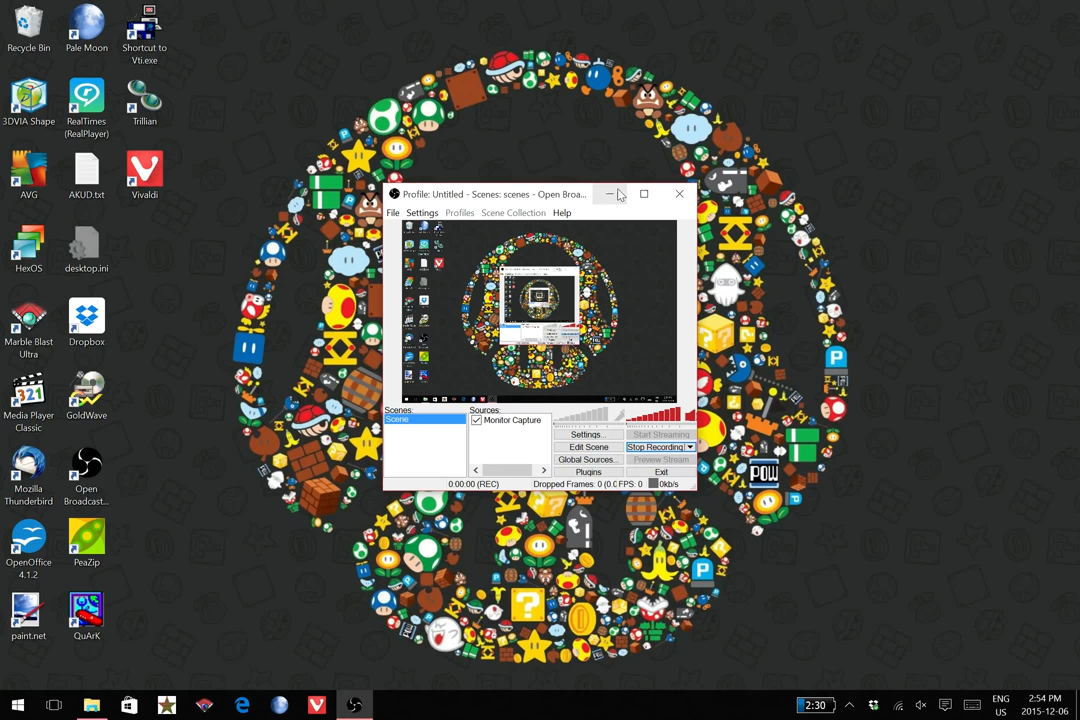 Recycle Bin
Pale Moon
Shortcut to
Vti.exe
3DVIA Shape
RealTimes
(RealPlayer)
Trillian
AVG
AKUD.txt
Vivaldi
HexOS
desktop.ini
Marble Blast
Ultra
Dropbox
321
Media Player
Classic
GoldWave
Mozilla
Thunderbird
Open
Broadcast...
OpenOffice
4.1.2
PeaZip
paint.net
QuArK
Profile: Untitled - Scenes: scenes - Open Broa...
File Settings Profiles Scene Collection Help
Scenes:
Scene
Sources:
Monitor Capture
Settings...
Start Streaming
Edit Scene
Stop Recording
Global Sources...
Preview Stream
Plugins
Exit
0:00:00 (REC)
Dropped Frames: 0 (0.0
FPS: 0
0kb/s
P
POW
P
?
2:30
ENG
US
2:54 PM
2015-12-06